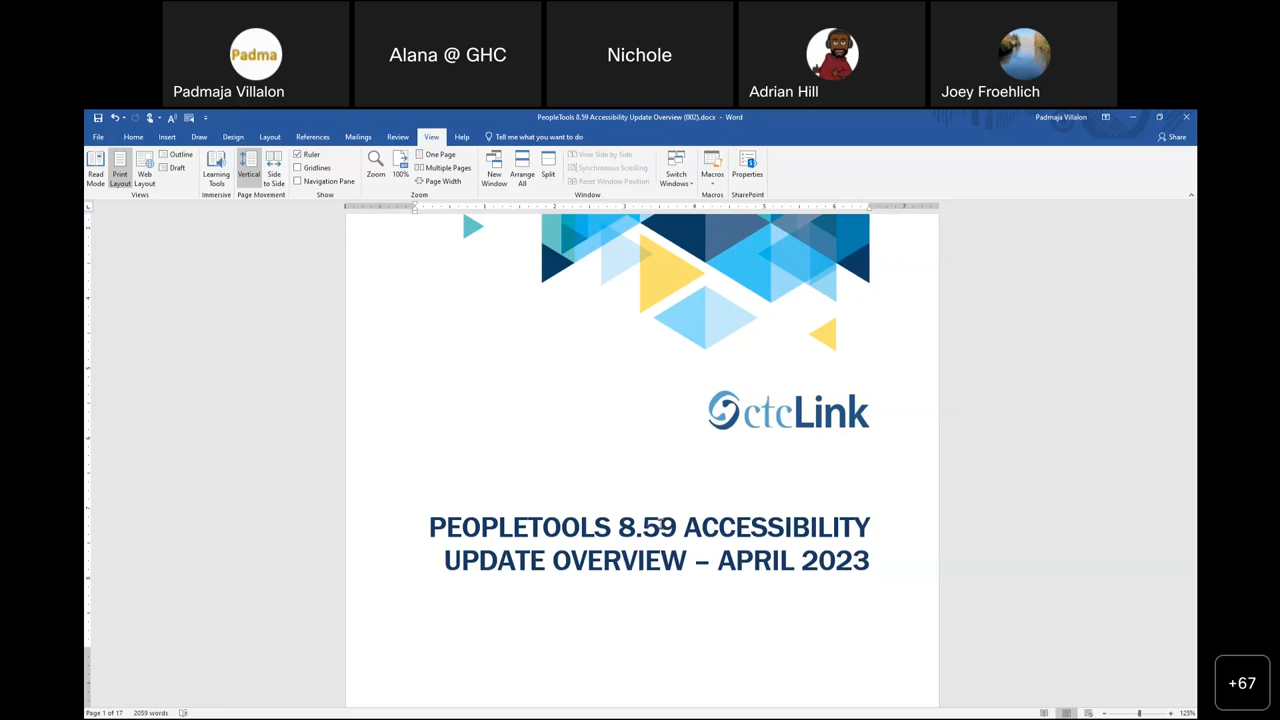 Padma
Padmaja Villalon
Alana @ GHC
Nichole
Adrian Hill
Joey Froehlich
PeopleTools 8.59 Accessibility Update Overview (002).docx - Word
Padmaja Villalon
File Home Insert Draw Design Layout References Mailings Review View Help Tell me what you want to do
Share
Read Mode
Print Layout
Web Layout
Outline
Draft
Views
Learning Tools
Immersive
Vertical
Side to Side
Page Movement
Ruler
Gridlines
Navigation Pane
Show
Zoom
100%
One Page
Multiple Pages
Page Width
Zoom
New Window
Arrange All
Split
View Side by Side
Synchronous Scrolling
Reset Window Position
Window
Switch Windows
Macros
Macros
Properties
SharePoint
ctcLink
PEOPLETOOLS 8.59 ACCESSIBILITY
UPDATE OVERVIEW – APRIL 2023
Page 1 of 17 2059 words
125%
+67